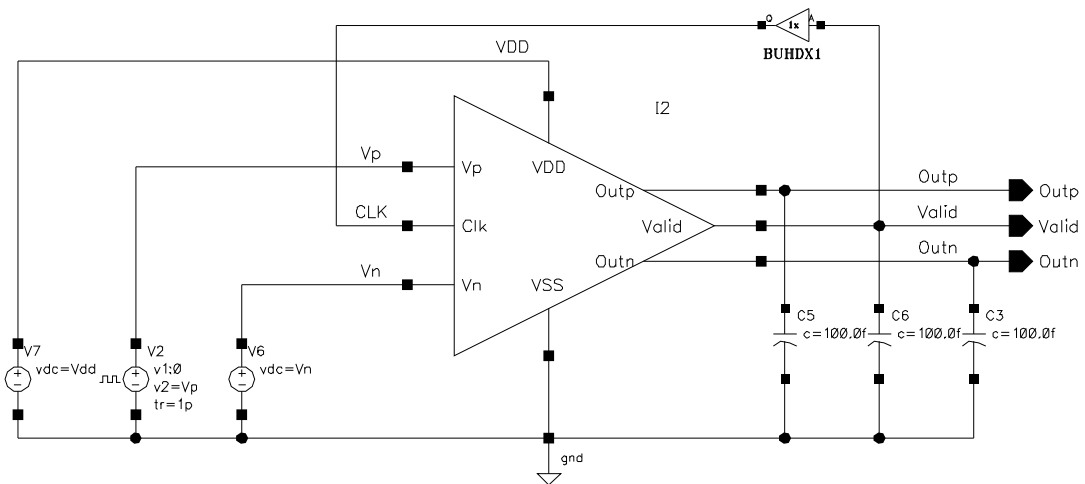 O 1x A
BUHDX1
VDD
I2
Vp
Vp
VDD
Outp
Outp
Outp
CLK
Clk
Valid
Valid
Valid
Vn
Vn
VSS
Outn
Outn
Outn
V7
vdc=Vdd
V2
v1:0
v2=Vp
tr=1p
V6
vdc=Vn
C5
c=100.0f
C6
c=100.0f
C3
c=100.0f
gnd